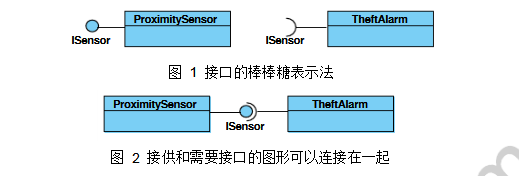 ProximitySensor
TheftAlarm
ISensor
ISensor
图 1 接口的棒棒糖表示法
ProximitySensor
TheftAlarm
ISensor
图 2 接供和需要接口的图形可以连接在一起